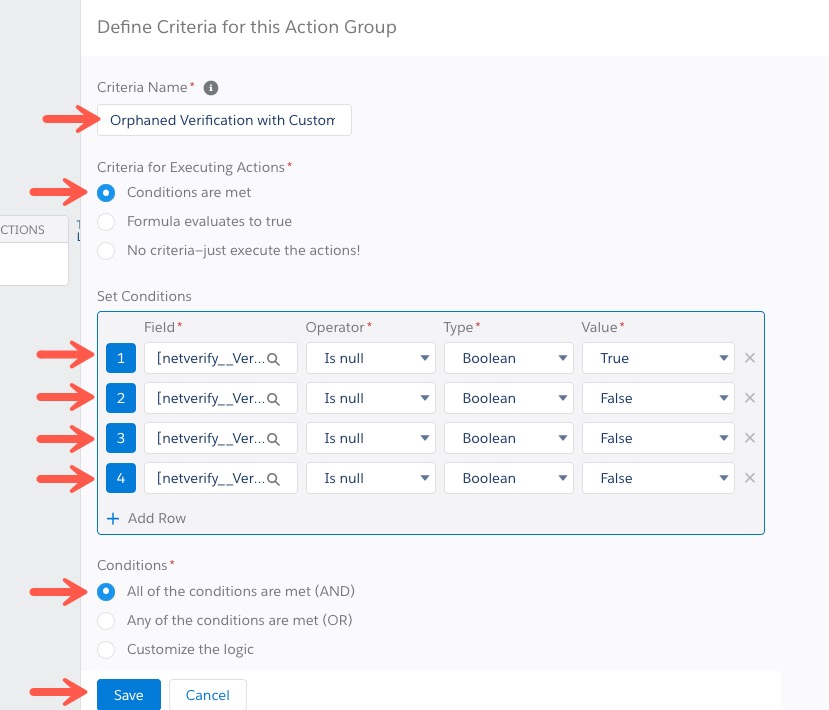 Define Criteria for this Action Group
Criteria Name*
Orphaned Verification with Custom
Criteria for Executing Actions*
Conditions are met
CTIONS
Formula evaluates to true
No criteria–just execute the actions!
Set Conditions
Field* Operator* Type* Value*
1 [netverify__Ver... Is null Boolean True
2 [netverify__Ver... Is null Boolean False
3 [netverify__Ver... Is null Boolean False
4 [netverify__Ver... Is null Boolean False
+ Add Row
Conditions*
All of the conditions are met (AND)
Any of the conditions are met (OR)
Customize the logic
Save Cancel